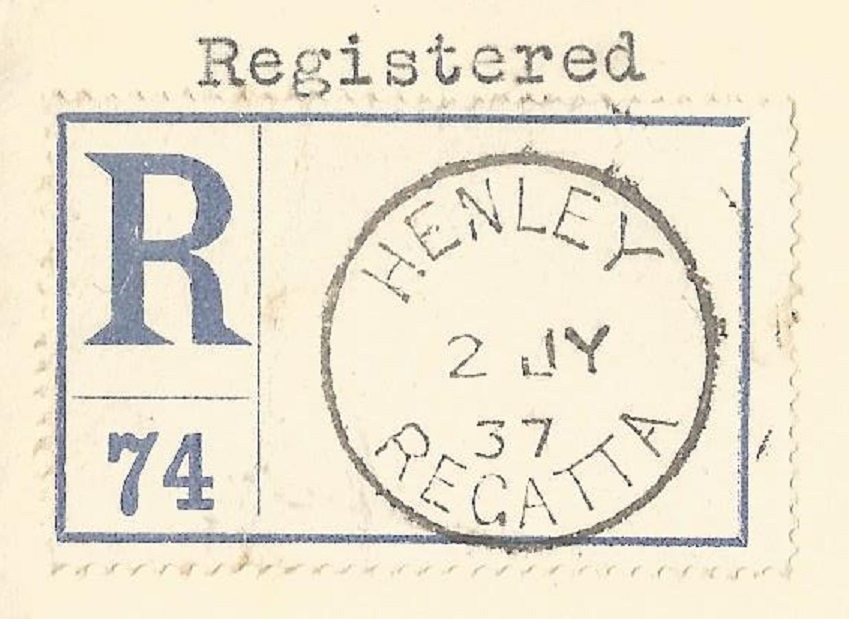 Registered
R
74
HENLEY
2 JY
37
REGATTA